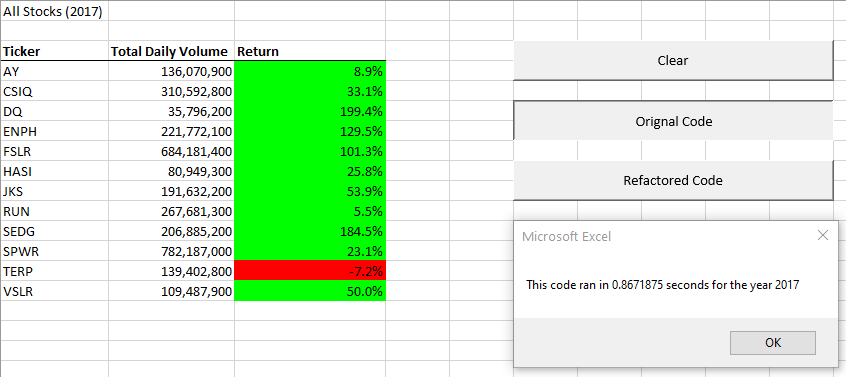 All Stocks (2017)
Ticker Total Daily Volume Return
AY 136,070,900 8.9%
CSIQ 310,592,800 33.1%
DQ 35,796,200 199.4%
ENPH 221,772,100 129.5%
FSLR 684,181,400 101.3%
HASI 80,949,300 25.8%
JKS 191,632,200 53.9%
RUN 267,681,300 5.5%
SEDG 206,885,200 184.5%
SPWR 782,187,000 23.1%
TERP 139,402,800 -7.2%
VSLR 109,487,900 50.0%
Clear
Orignal Code
Refactored Code
Microsoft Excel
This code ran in 0.8671875 seconds for the year 2017
OK